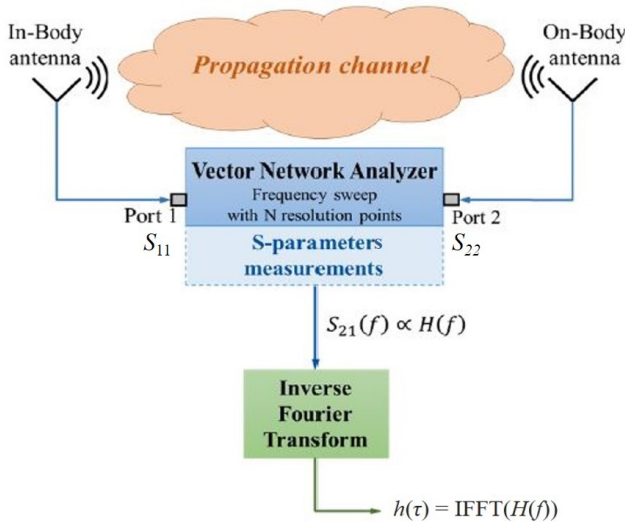 In-Body
antenna
On-Body
antenna
Propagation channel
Vector Network Analyzer
Frequency sweep
with N resolution points
Port 1
Port 2
S11
S22
S-parameters
measurements
S21(f) ∝ H(f)
Inverse
Fourier
Transform
h(τ) = IFFT(H(f))